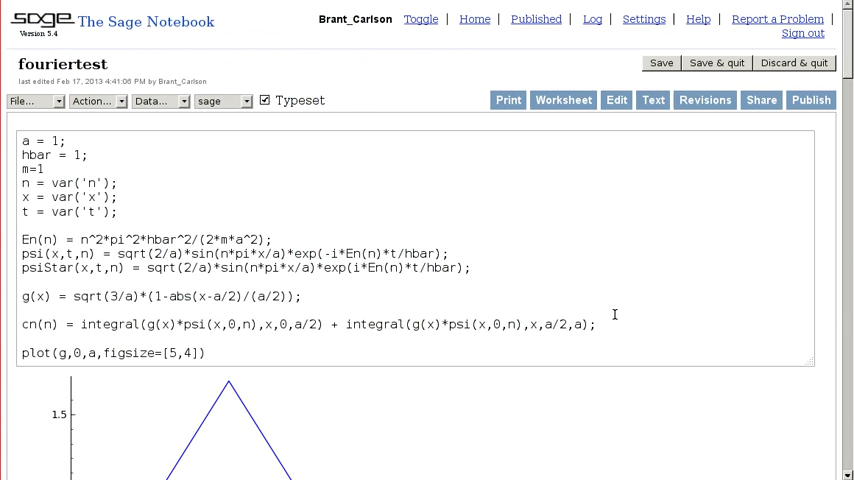 sage The Sage Notebook
Version 5.4
Brant_Carlson Toggle Home Published Log Settings Help Report a Problem
Sign out
fouriertest
last edited Feb 17, 2013 4:41:06 PM by Brant_Carlson
Save Save & quit Discard & quit
File... Action... Data... sage Typeset
Print Worksheet Edit Text Revisions Share Publish
a = 1;
hbar = 1;
m=1
n = var('n');
x = var('x');
t = var('t');
En(n) = n^2*pi^2*hbar^2/(2*m*a^2);
psi(x,t,n) = sqrt(2/a)*sin(n*pi*x/a)*exp(-i*En(n)*t/hbar);
psiStar(x,t,n) = sqrt(2/a)*sin(n*pi*x/a)*exp(i*En(n)*t/hbar);
g(x) = sqrt(3/a)*(1-abs(x-a/2)/(a/2));
cn(n) = integral(g(x)*psi(x,0,n),x,0,a/2) + integral(g(x)*psi(x,0,n),x,a/2,a);
plot(g,0,a,figsize=[5,4])
1.5